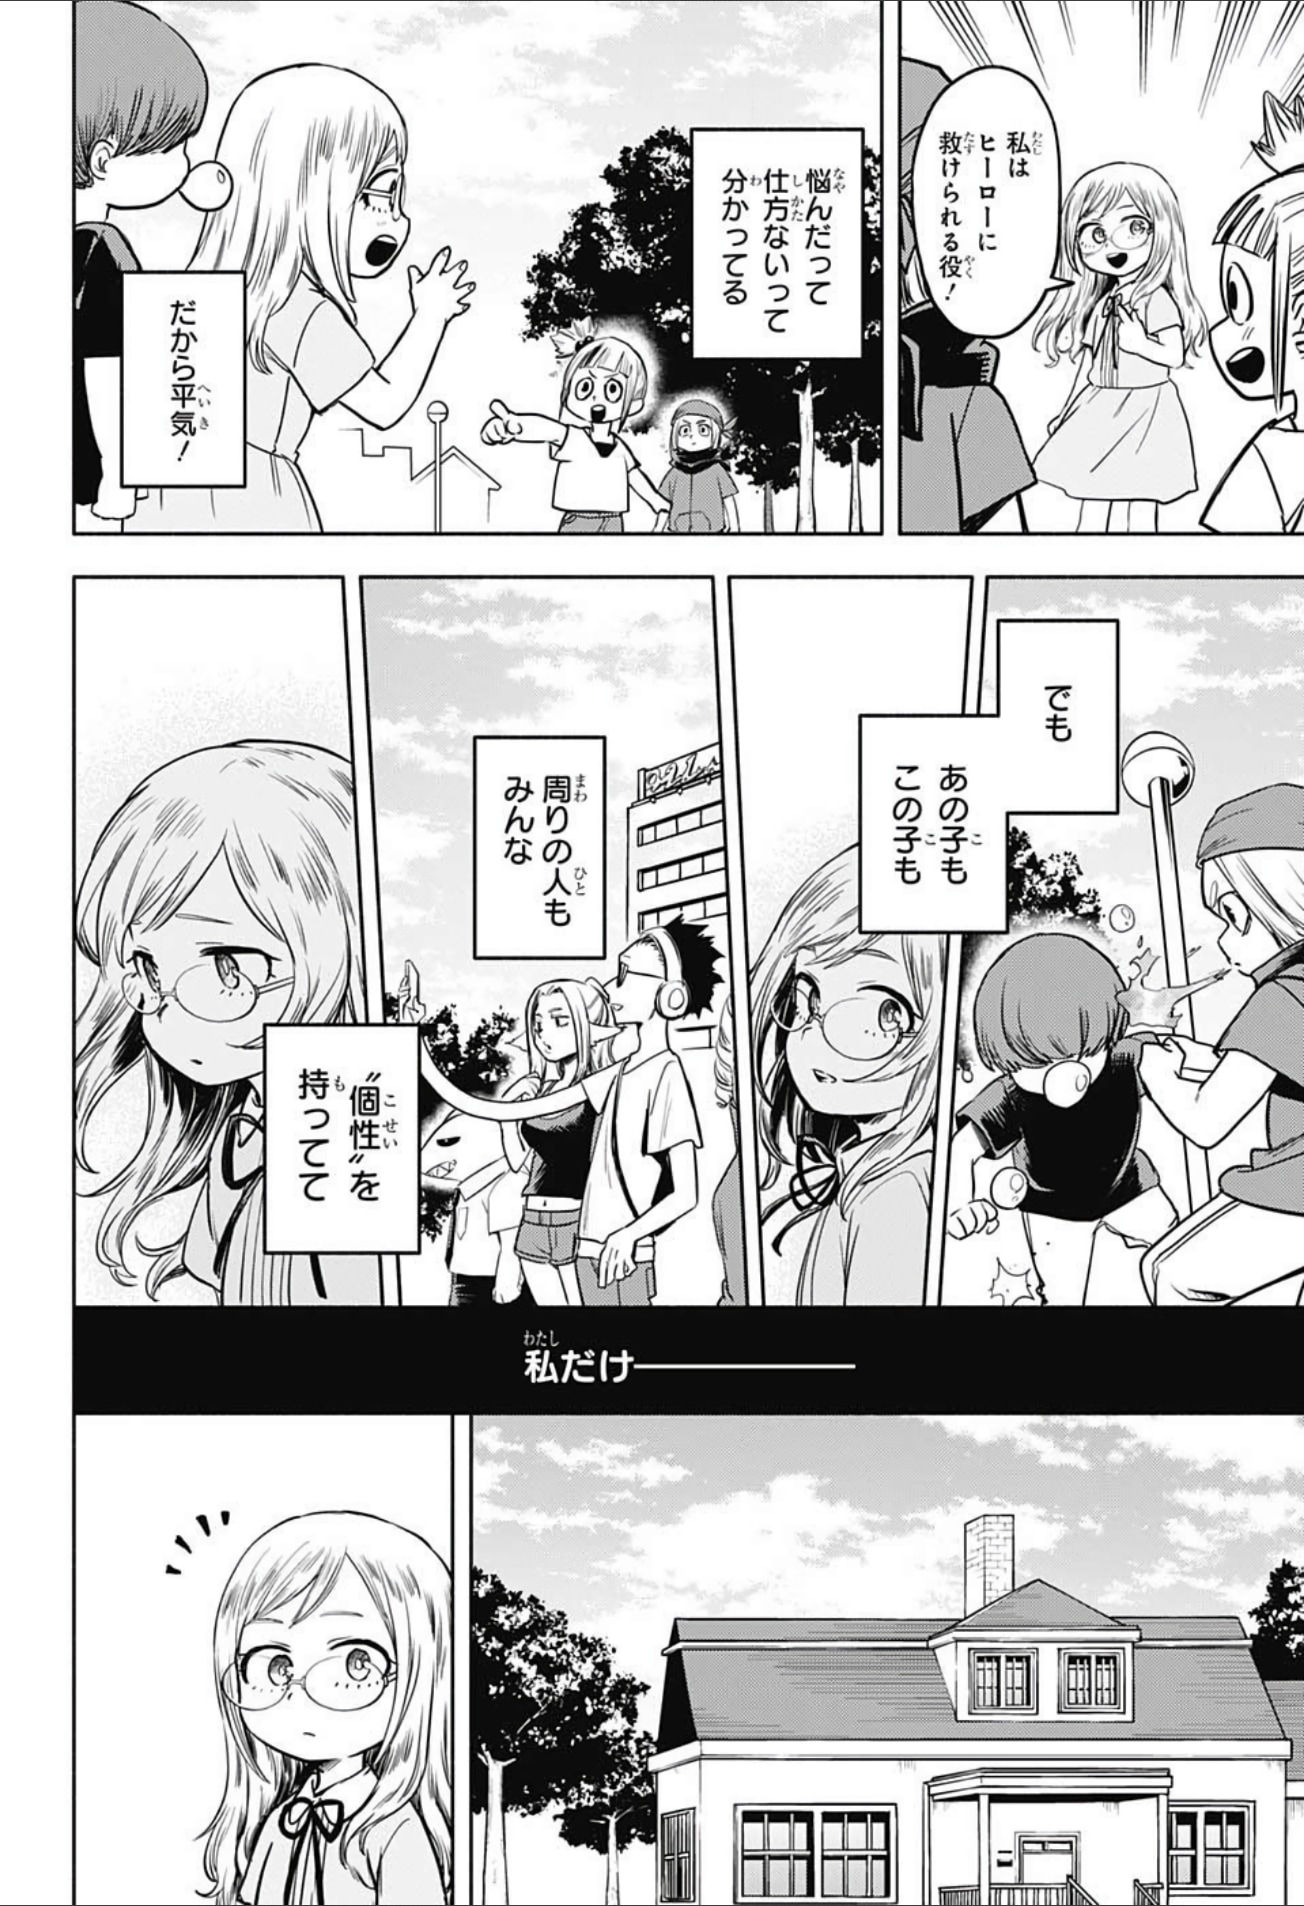 私は
ヒーローに
救けられる役！
悩んだって
仕方ないって
分かってる
だから平気！
でも
あの子も
この子も
周りの人も
みんな
“個性”を
持ってて
私だけ――――